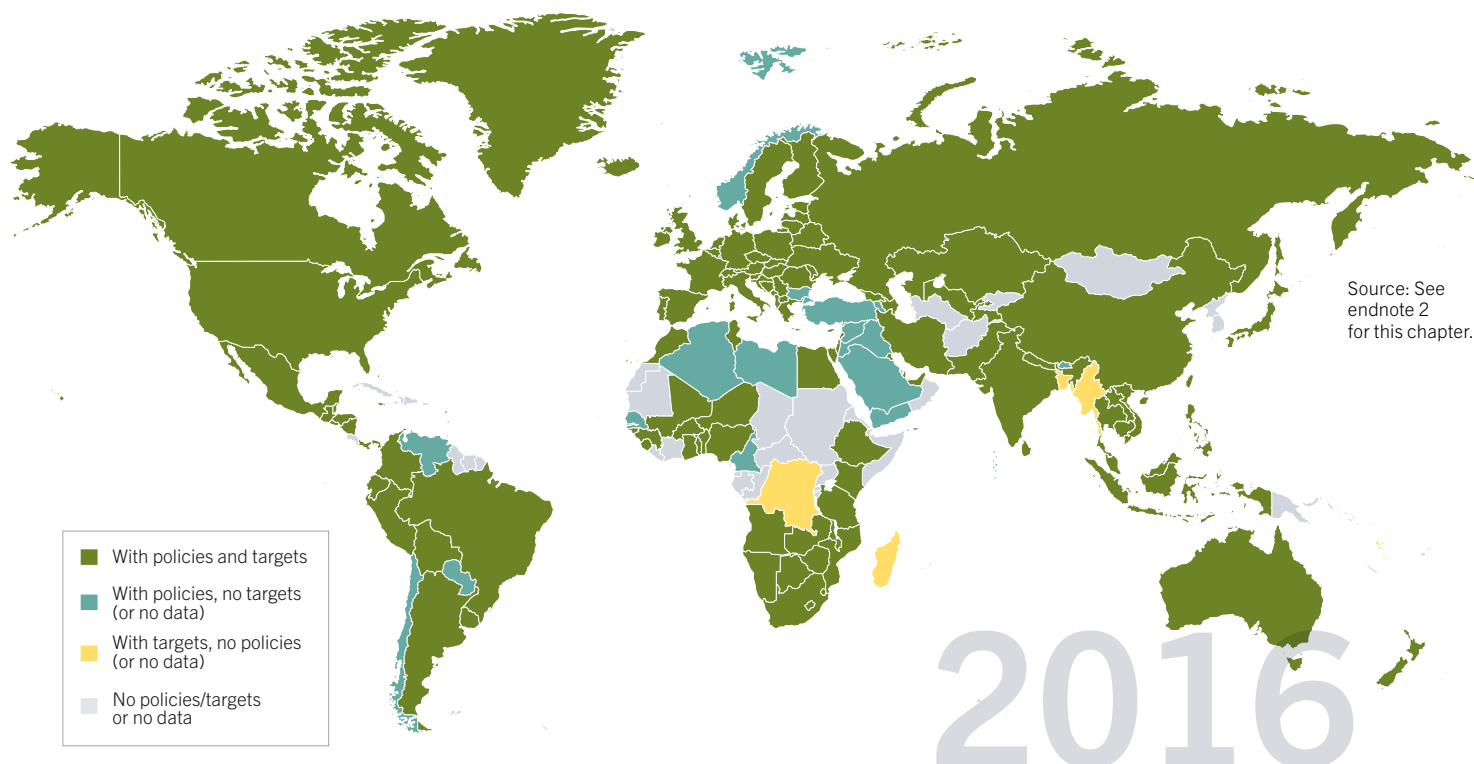 Source: See
endnote 2
for this chapter.
With policies and targets
With policies, no targets
(or no data)
With targets, no policies
(or no data)
No policies/targets
or no data
2016